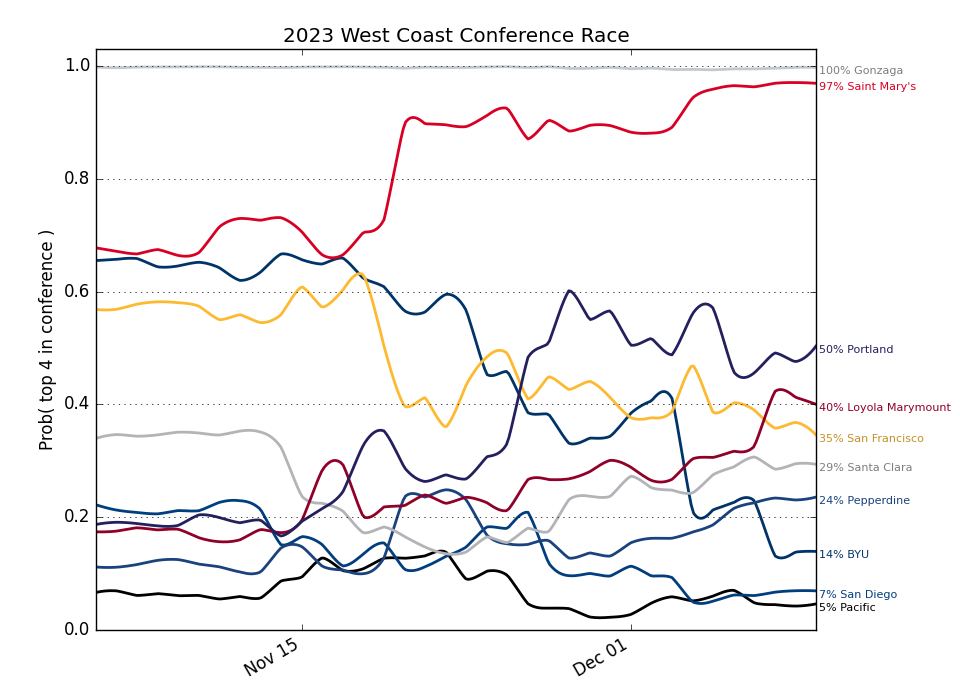 2023 West Coast Conference Race
Prob( top 4 in conference )
1.0
0.8
0.6
0.4
0.2
0.0
Nov 15
Dec 01
100% Gonzaga
97% Saint Mary's
50% Portland
40% Loyola Marymount
35% San Francisco
29% Santa Clara
24% Pepperdine
14% BYU
7% San Diego
5% Pacific